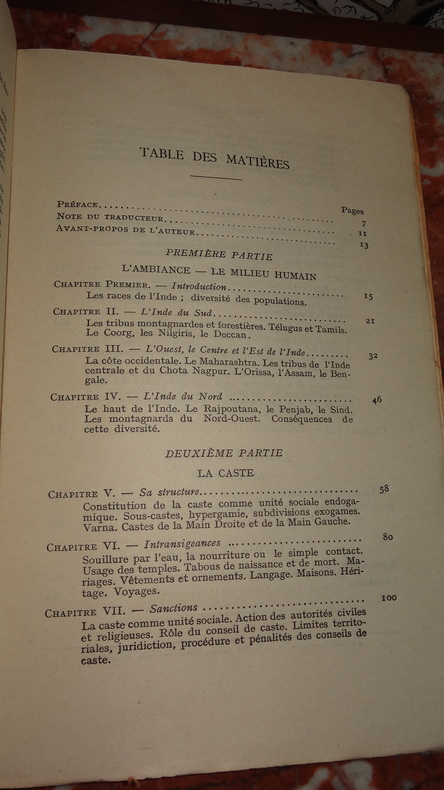 TABLE DES MATIÈRES
Pages
PRÉFACE........................................ 7
NOTE DU TRADUCTEUR........................................ 11
AVANT-PROPOS DE L'AUTEUR........................................ 13
PREMIÈRE PARTIE
L'AMBIANCE — LE MILIEU HUMAIN
CHAPITRE PREMIER. — Introduction........................ 15
Les races de l'Inde ; diversité des populations.
CHAPITRE II. — L'Inde du Sud............................ 21
Les tribus montagnardes et forestières. Télugus et Tamils.
Le Coorg, les Nilgiris, le Deccan.
CHAPITRE III. — L'Ouest, le Centre et l'Est de l'Inde......... 32
La côte occidentale. Le Maharashtra. Les tribus de l'Inde
centrale et du Chota Nagpur. L'Orissa, l'Assam, le Ben-
gale.
CHAPITRE IV. — L'Inde du Nord ........................... 46
Le haut de l'Inde. Le Rajpoutana, le Penjab, le Sind.
Les montagnards du Nord-Ouest. Conséquences de
cette diversité.
DEUXIÈME PARTIE
LA CASTE
CHAPITRE V. — Sa structure............................... 58
Constitution de la caste comme unité sociale endoga-
mique. Sous-castes, hypergamie, subdivisions exogames.
Varna. Castes de la Main Droite et de la Main Gauche.
CHAPITRE VI. — Intransigeances ........................... 80
Souillure par l'eau, la nourriture ou le simple contact.
Usage des temples. Tabous de naissance et de mort. Ma-
riages. Vêtements et ornements. Langage. Maisons. Héri-
tage. Voyages.
CHAPITRE VII. — Sanctions ............................... 100
La caste comme unité sociale. Action des autorités civiles
et religieuses. Rôle du conseil de caste. Limites territo-
riales, juridiction, procédure et pénalités des conseils de
caste.